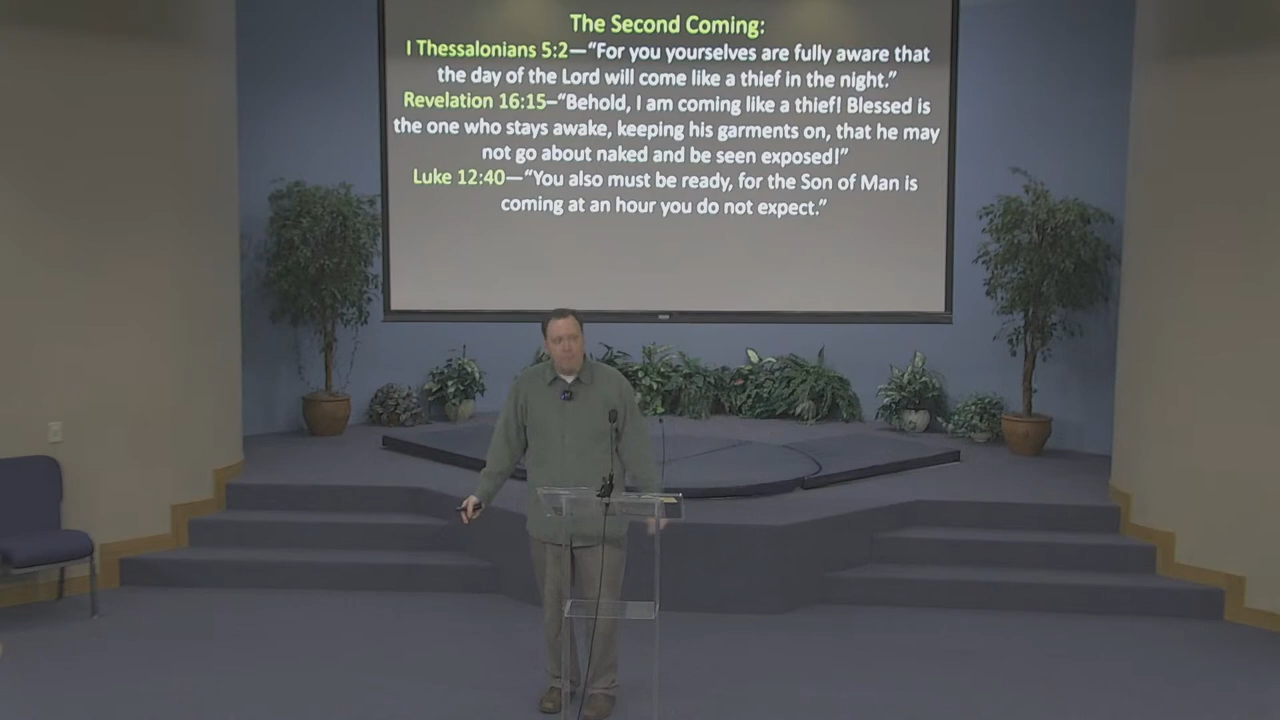 The Second Coming:
I Thessalonians 5:2—“For you yourselves are fully aware that
the day of the Lord will come like a thief in the night.”
Revelation 16:15–“Behold, I am coming like a thief! Blessed is
the one who stays awake, keeping his garments on, that he may
not go about naked and be seen exposed!”
Luke 12:40—“You also must be ready, for the Son of Man is
coming at an hour you do not expect.”